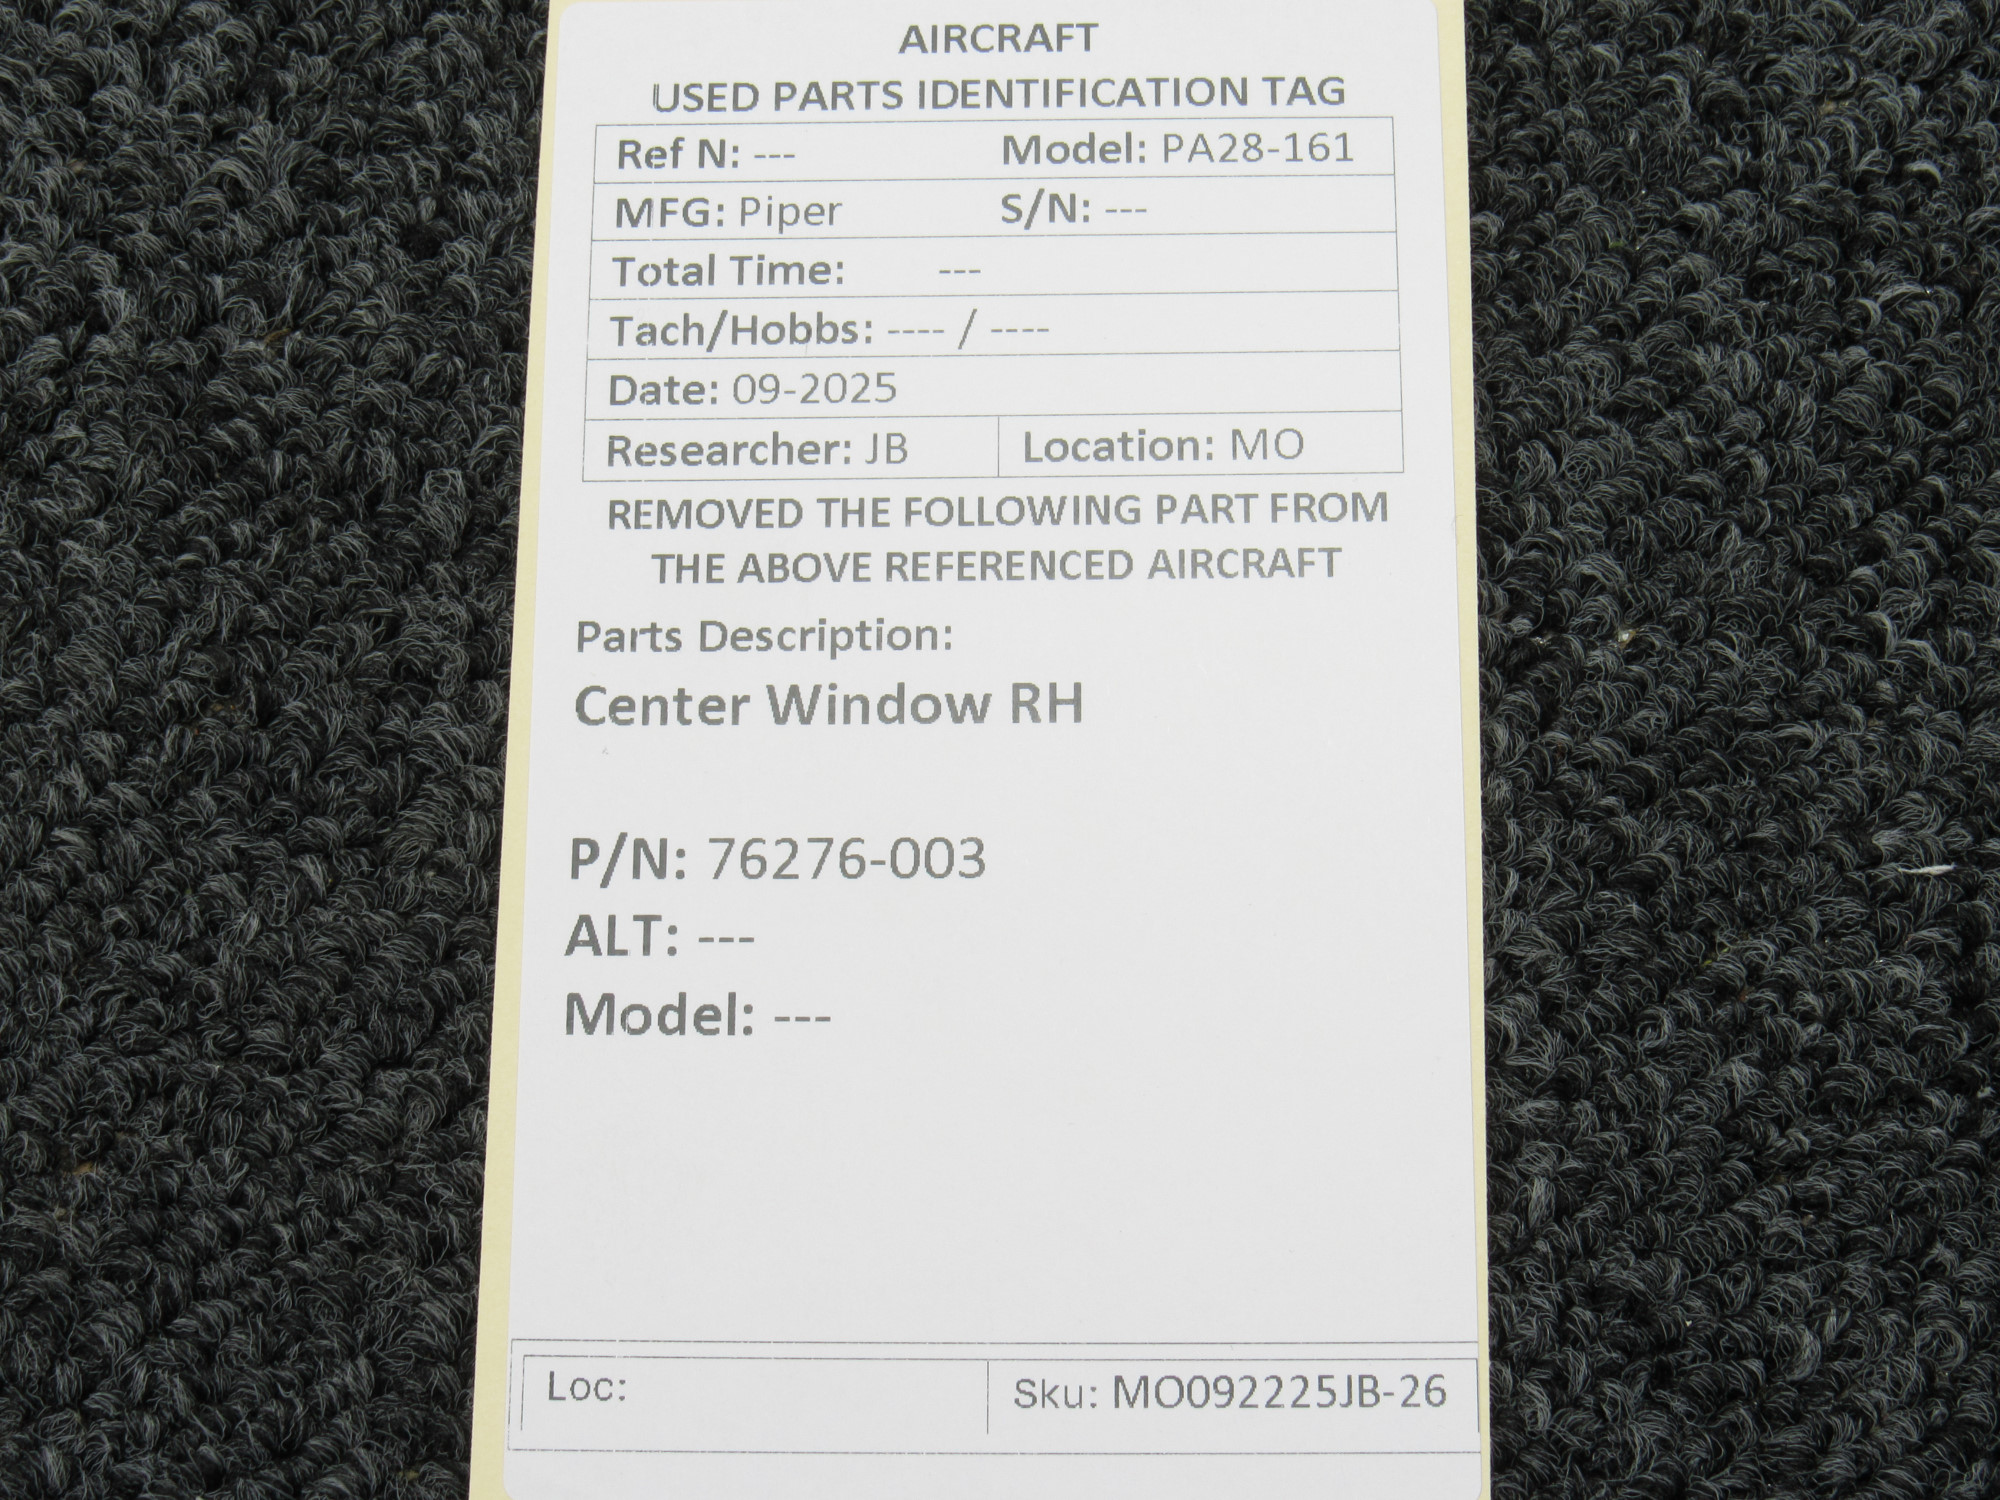 AIRCRAFT
USED PARTS IDENTIFICATION TAG
Ref N: --- Model: PA28-161
MFG: Piper S/N: ---
Total Time: ---
Tach/Hobbs: ---- / ----
Date: 09-2025
Researcher: JB Location: MO
REMOVED THE FOLLOWING PART FROM
THE ABOVE REFERENCED AIRCRAFT
Parts Description:
Center Window RH
P/N: 76276-003
ALT: ---
Model: ---
Loc: Sku: MO092225JB-26